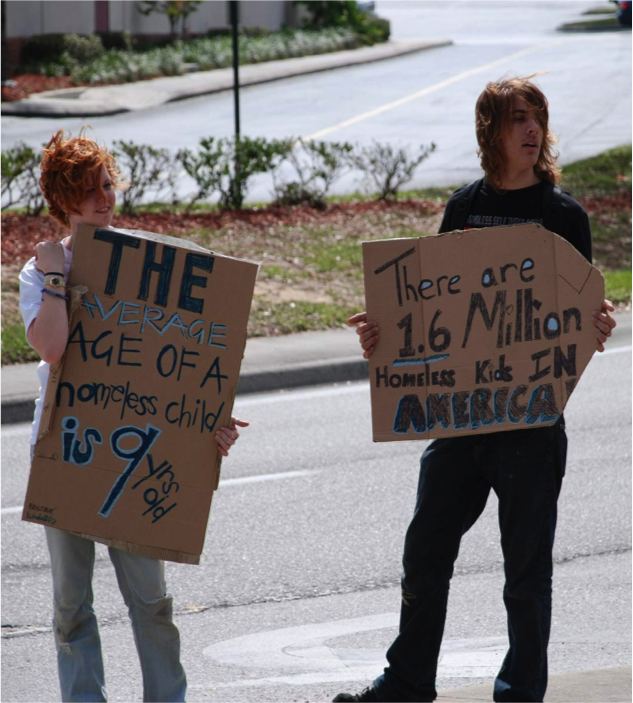 THE
AVERAGE
AGE OF A
homeless child
is 9 yrs
old
There are
1.6 Million
Homeless Kids IN
AMERICA!